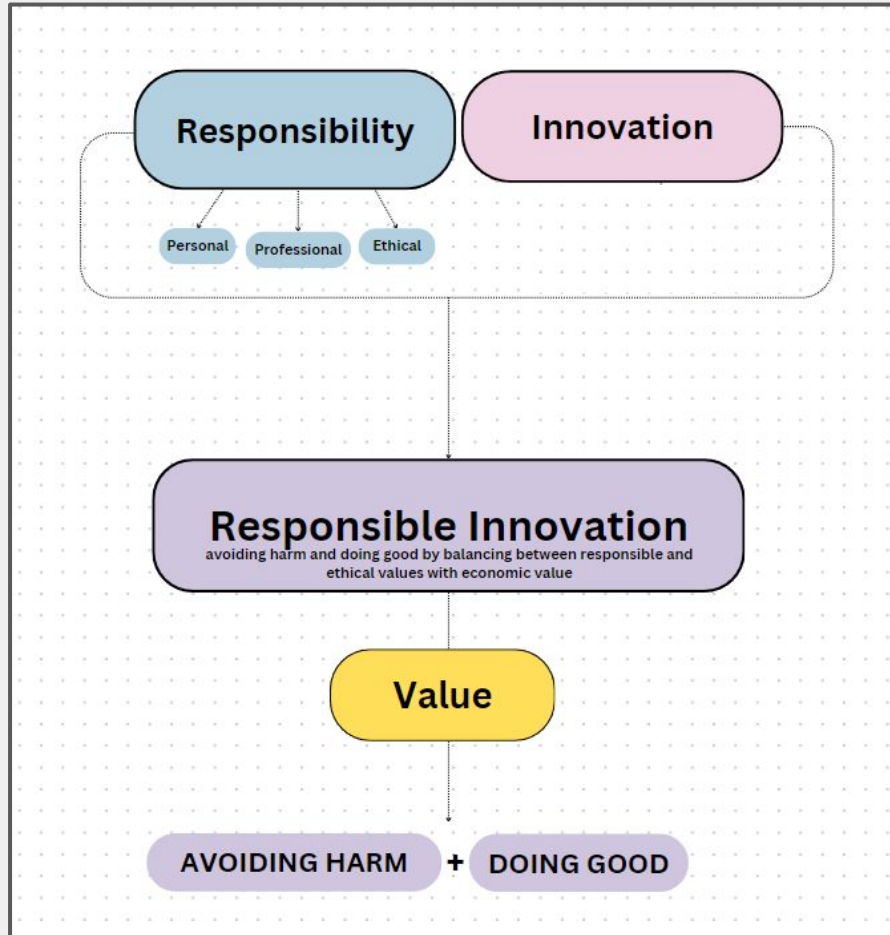 Responsibility
Innovation
Personal
Professional
Ethical
Responsible Innovation
avoiding harm and doing good by balancing between responsible and
ethical values with economic value
Value
AVOIDING HARM + DOING GOOD